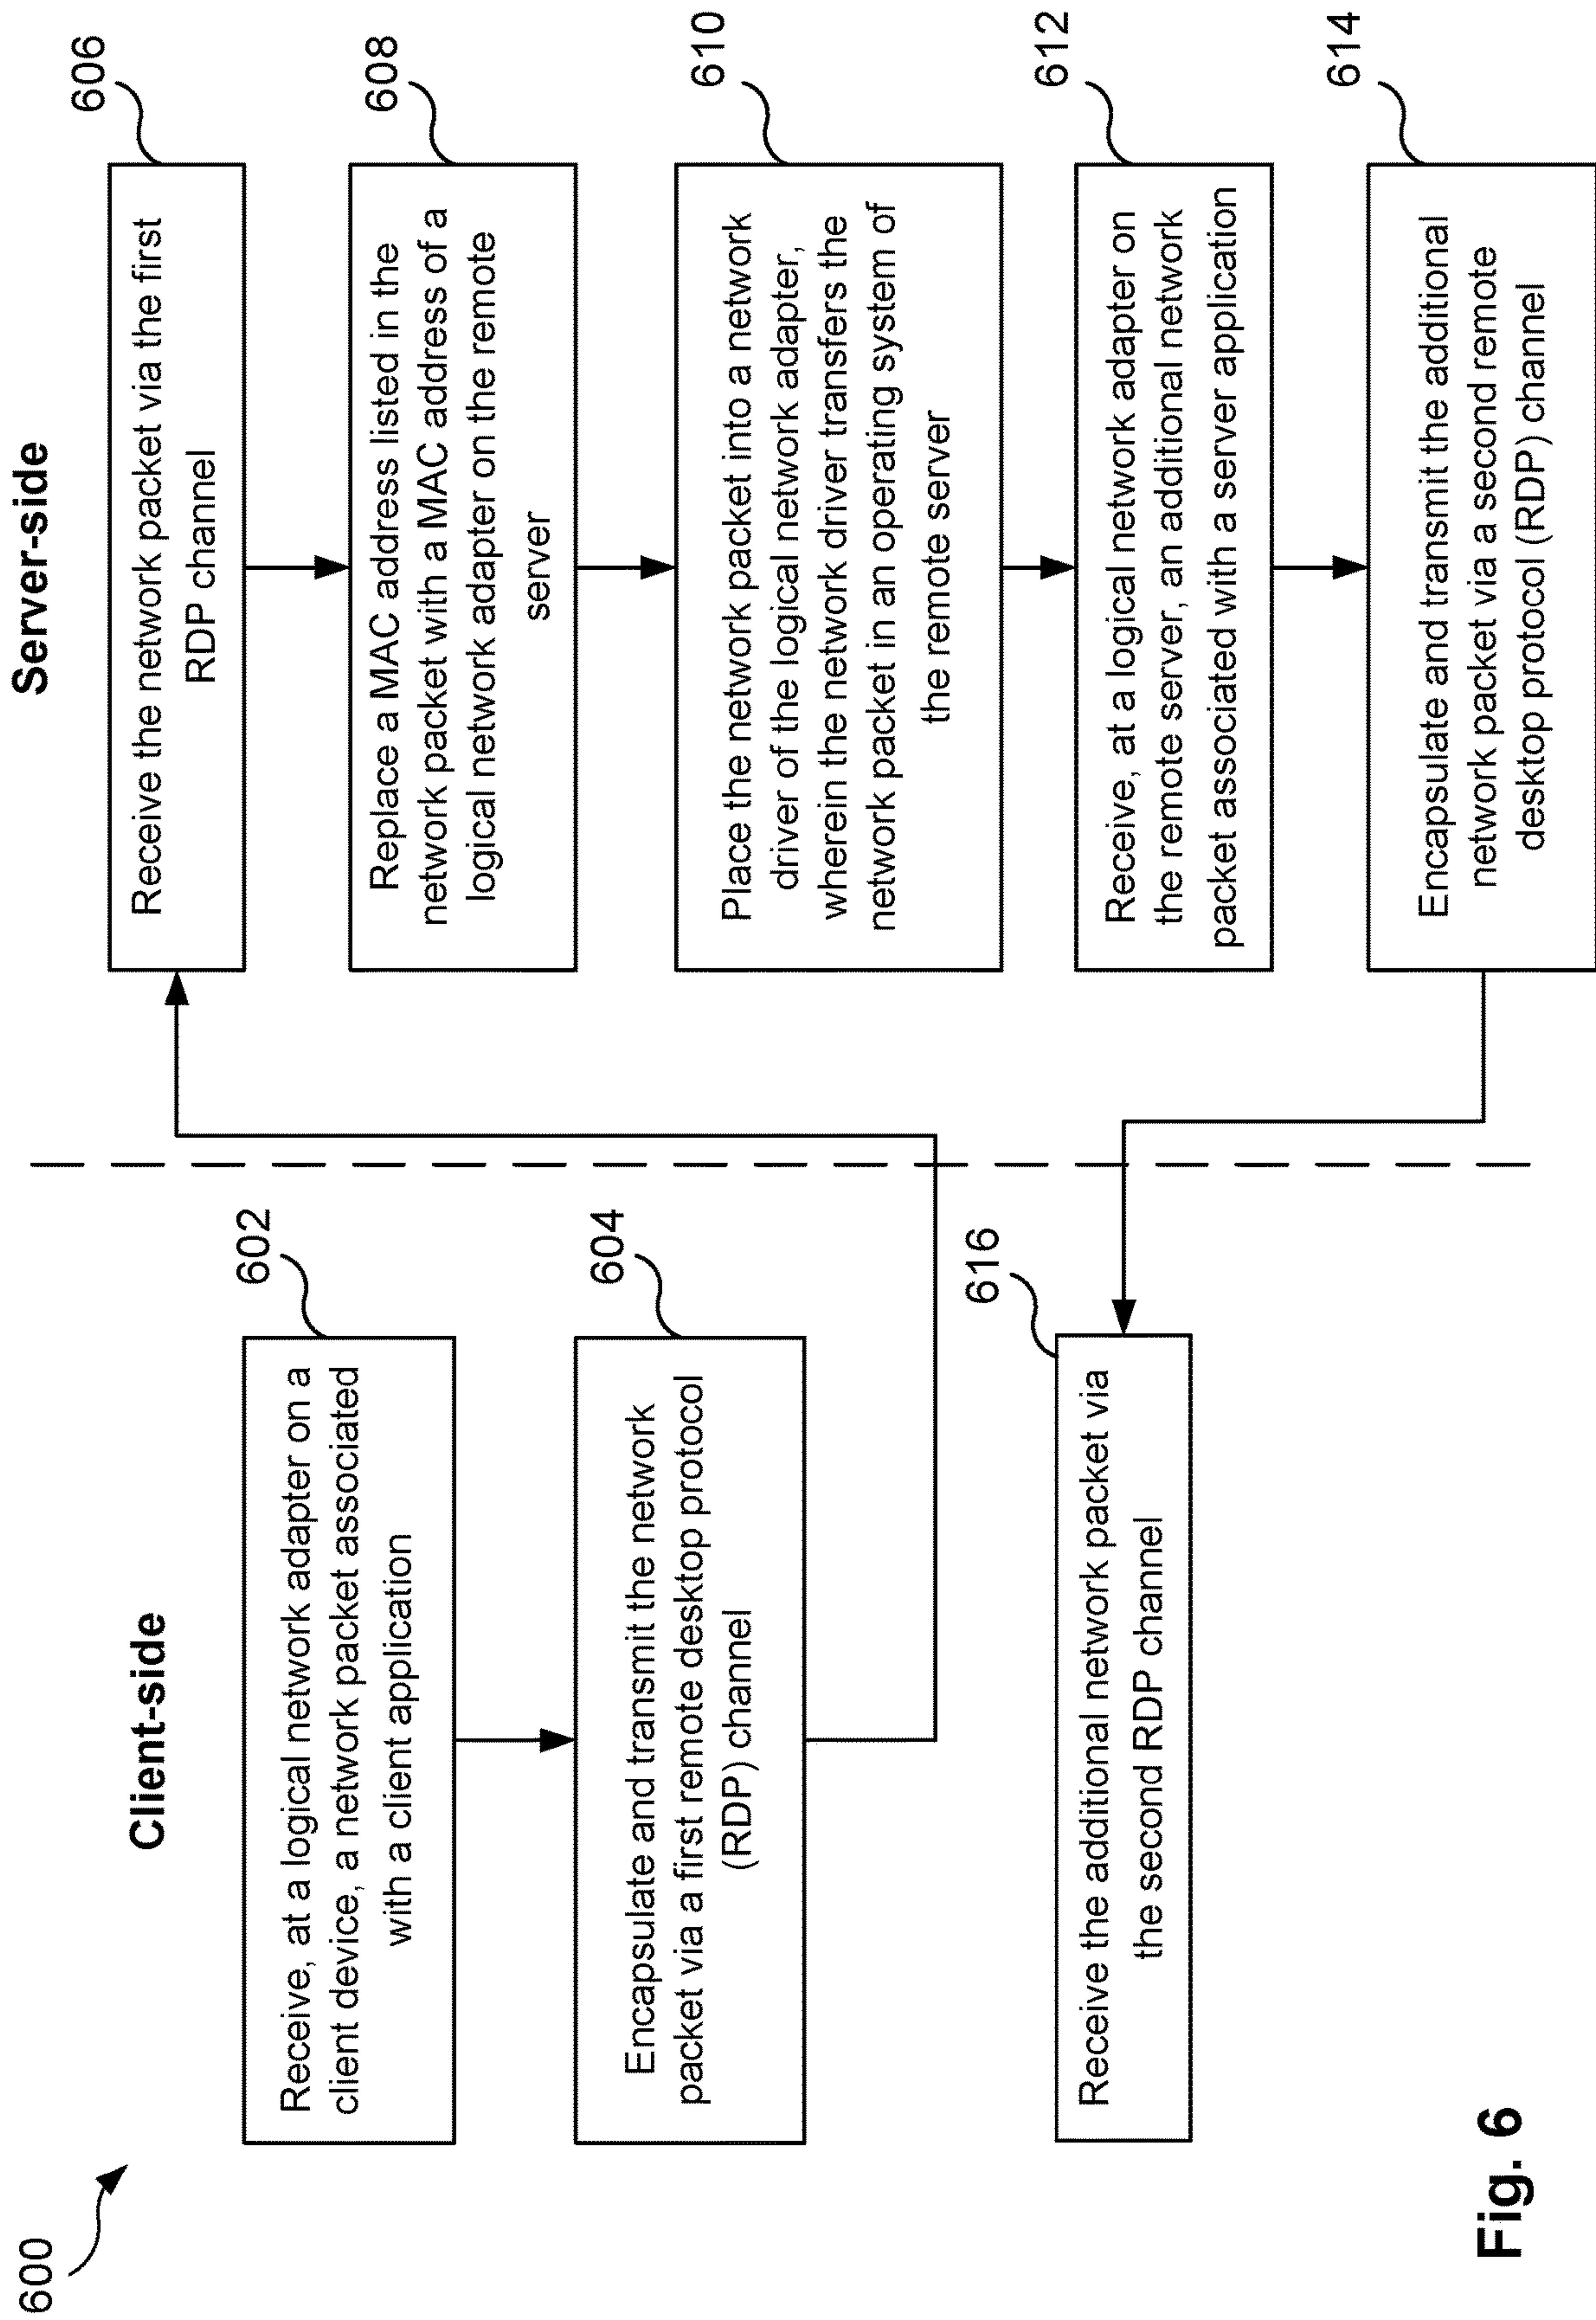 600
Client-side
602
Receive, at a logical network adapter on a
client device, a network packet associated
with a client application
604
Encapsulate and transmit the network
packet via a first remote desktop protocol
(RDP) channel
616
Receive the additional network packet via
the second RDP channel
Server-side
606
Receive the network packet via the first
RDP channel
608
Replace a MAC address listed in the
network packet with a MAC address of a
logical network adapter on the remote
server
610
Place the network packet into a network
driver of the logical network adapter,
wherein the network driver transfers the
network packet in an operating system of
the remote server
612
Receive, at a logical network adapter on
the remote server, an additional network
packet associated with a server application
614
Encapsulate and transmit the additional
network packet via a second remote
desktop protocol (RDP) channel
Fig. 6